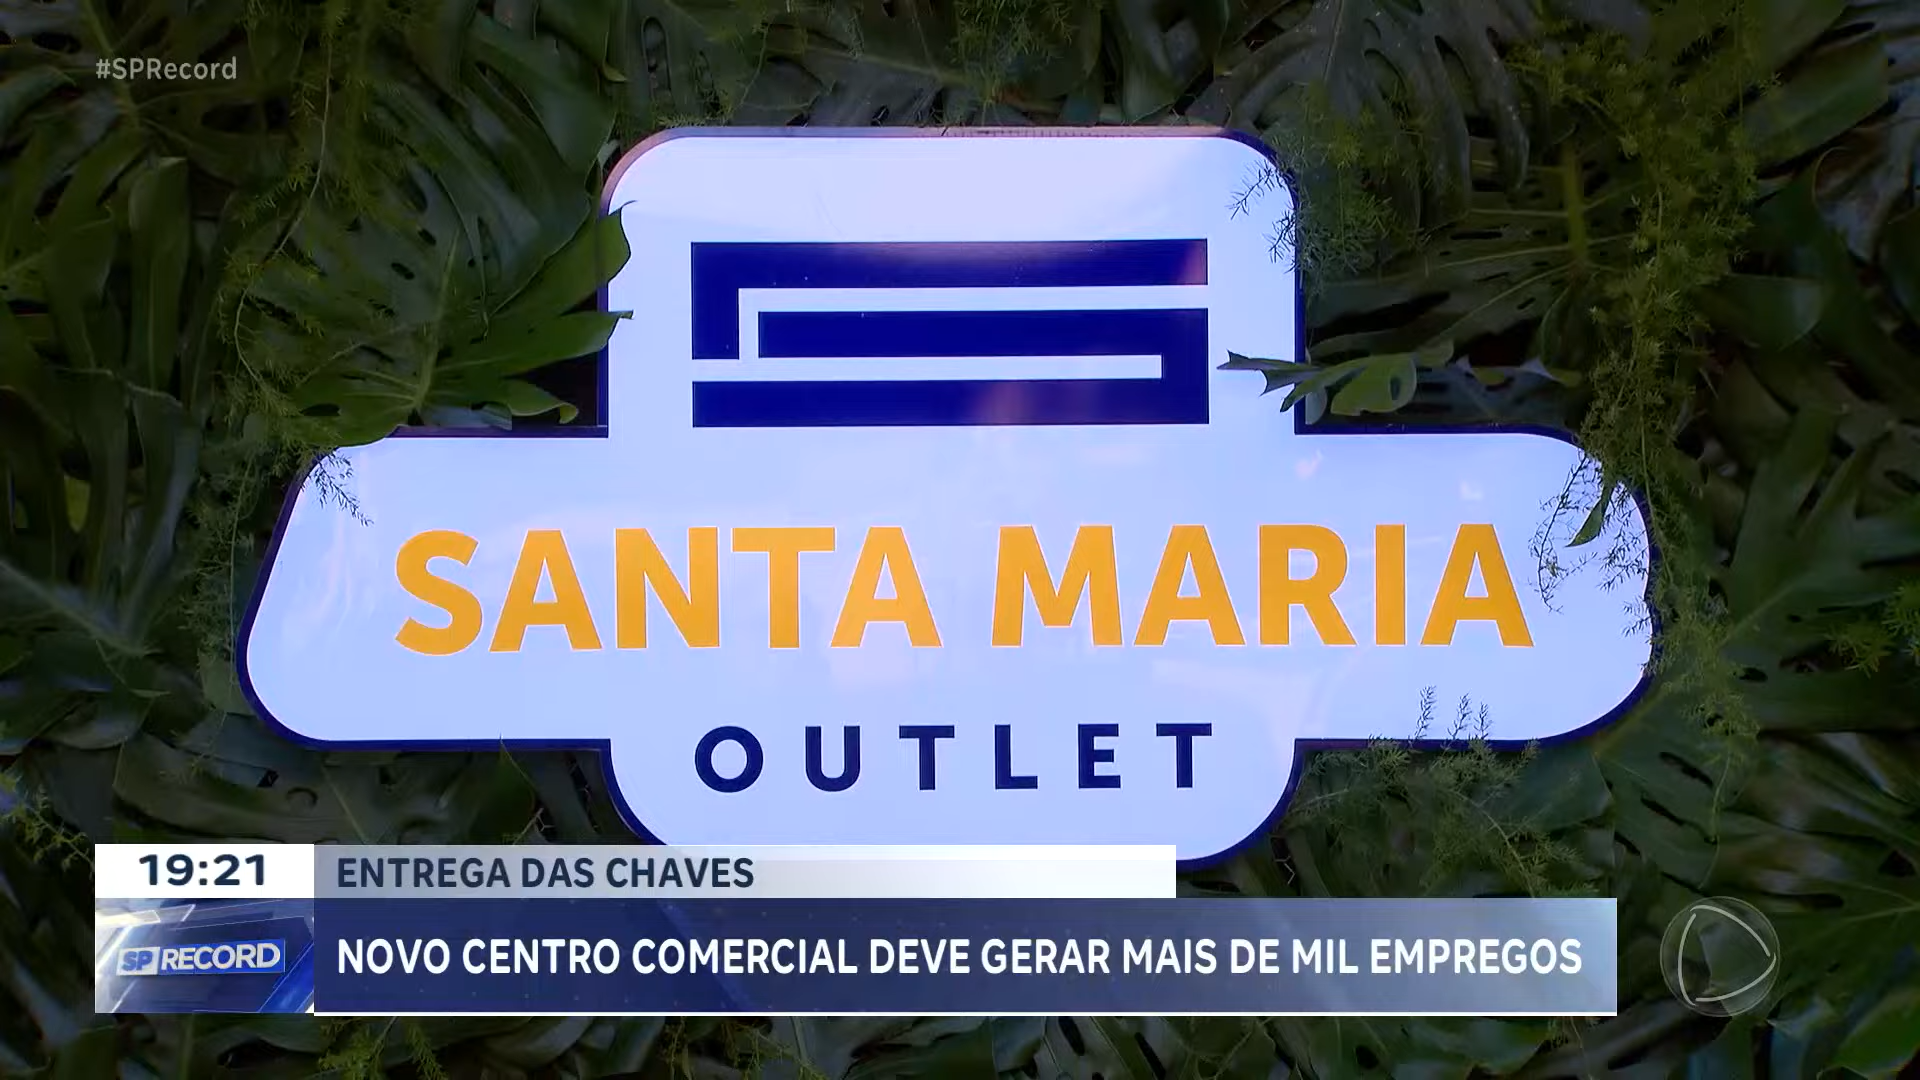 #SPRecord
SANTA MARIA
OUTLET
19:21
ENTREGA DAS CHAVES
SP RECORD
NOVO CENTRO COMERCIAL DEVE GERAR MAIS DE MIL EMPREGOS